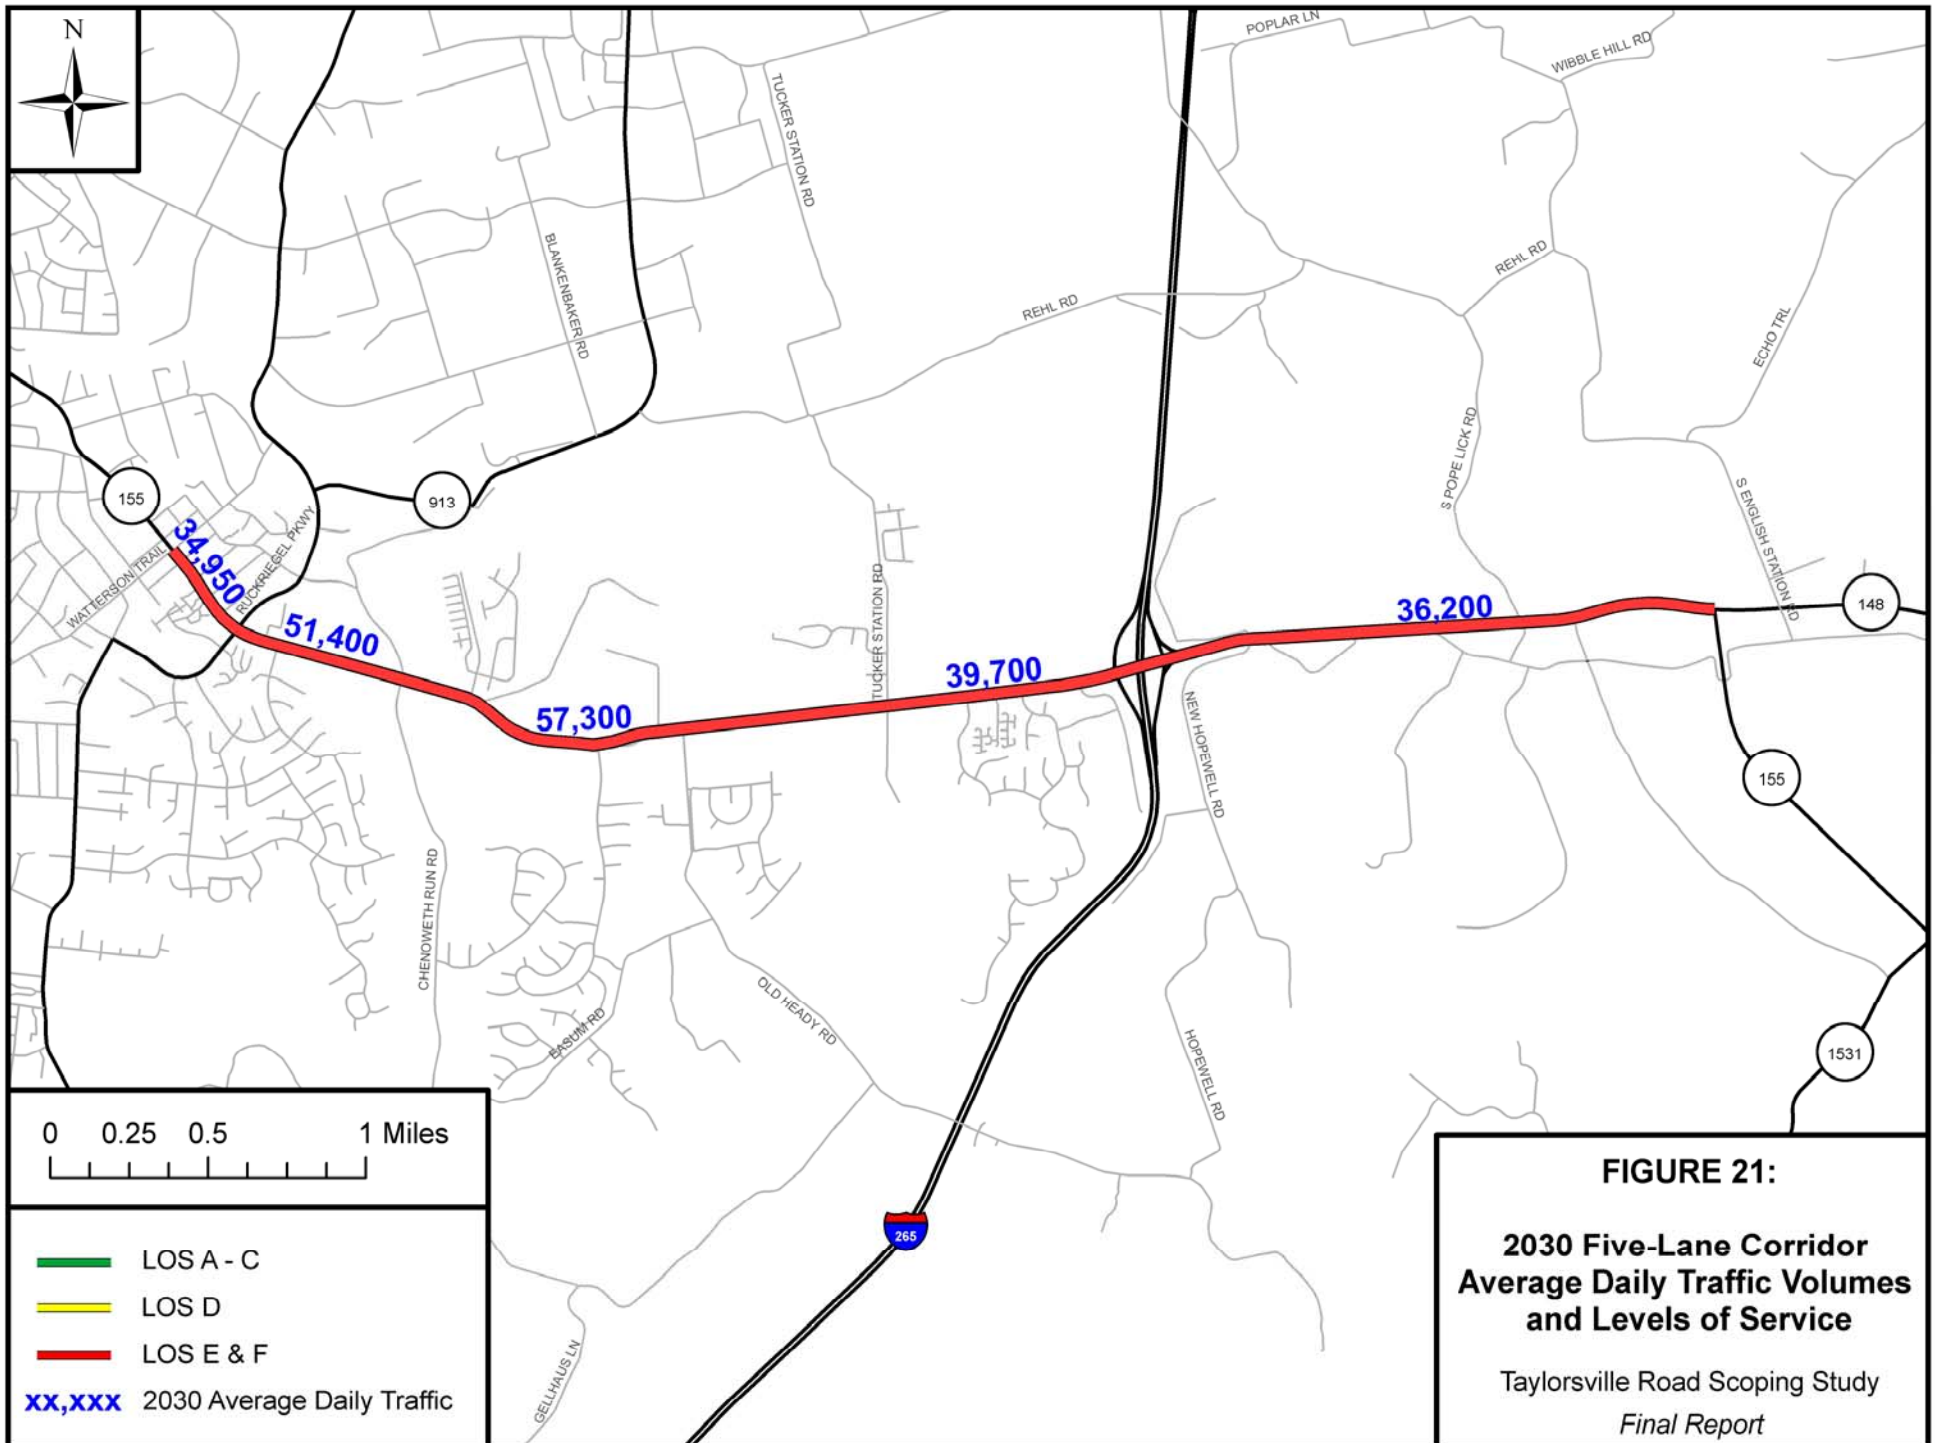 N
POPLAR LN
WIBBLE HILL RD
TUCKER STATION RD
BLANKENBAKER RD
REHL RD
REHL RD
ECHO TRL
S POPE LICK RD
S ENGLISH STATION RD
155
913
34,950
WATTERSON TRAIL
RUCKRIEGEL PKWY
51,400
57,300
TUCKER STATION RD
39,700
36,200
148
NEW HOPEWELL RD
155
CHENOWETH RUN RD
OLD HEADY RD
EASUM RD
HOPEWELL RD
1531
265
GELLHAUS LN
0 0.25 0.5 1 Miles
LOS A - C
LOS D
LOS E & F
xx,xxx 2030 Average Daily Traffic
FIGURE 21:
2030 Five-Lane Corridor
Average Daily Traffic Volumes
and Levels of Service
Taylorsville Road Scoping Study
Final Report